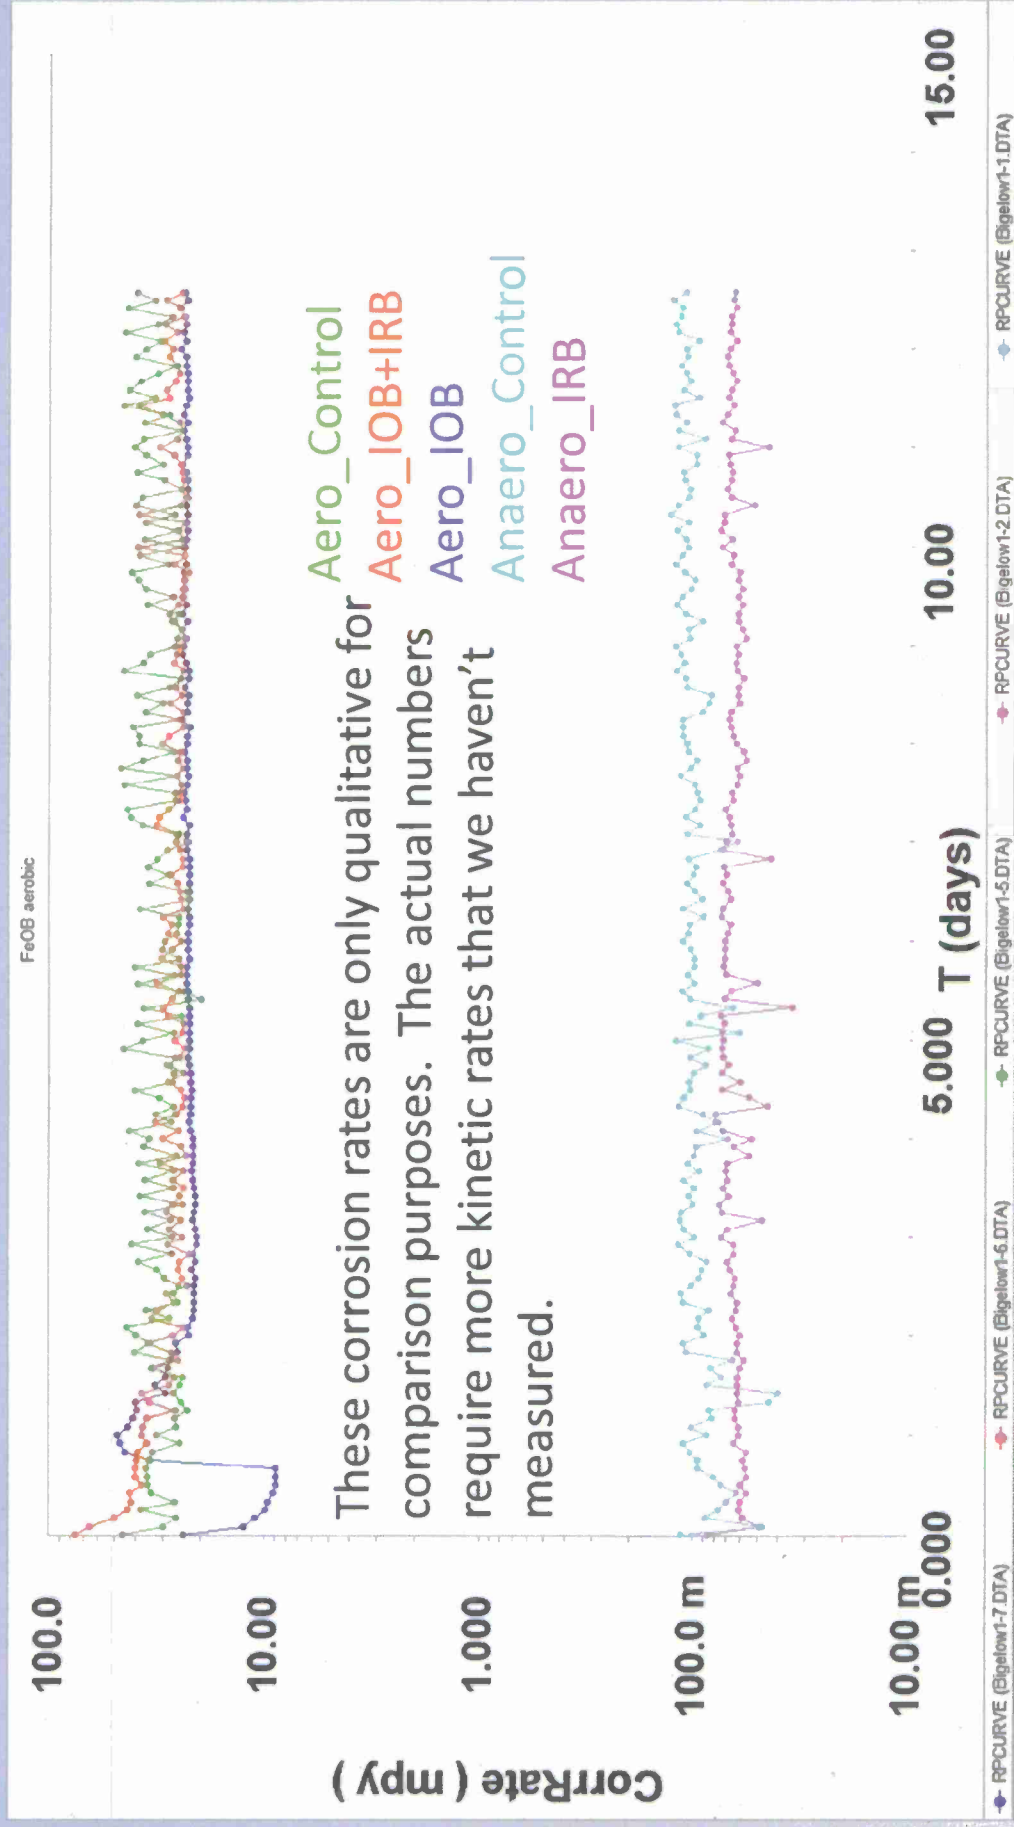 FeOB aerobic
100.0
10.00
1.000
100.0 m
10.00 m
CorrRate ( mpy )
These corrosion rates are only qualitative for
comparison purposes. The actual numbers
require more kinetic rates that we haven't
measured.
Aero_Control
Aero_IOB+IRB
Aero_IOB
Anaero_Control
Anaero_IRB
0.000
5.000
10.00
15.00
T (days)
RPCURVE (Bigelow1-7.DTA)
RPCURVE (Bigelow1-6.DTA)
RPCURVE (Bigelow1-5.DTA)
RPCURVE (Bigelow1-2.DTA)
RPCURVE (Bigelow1-1.DTA)